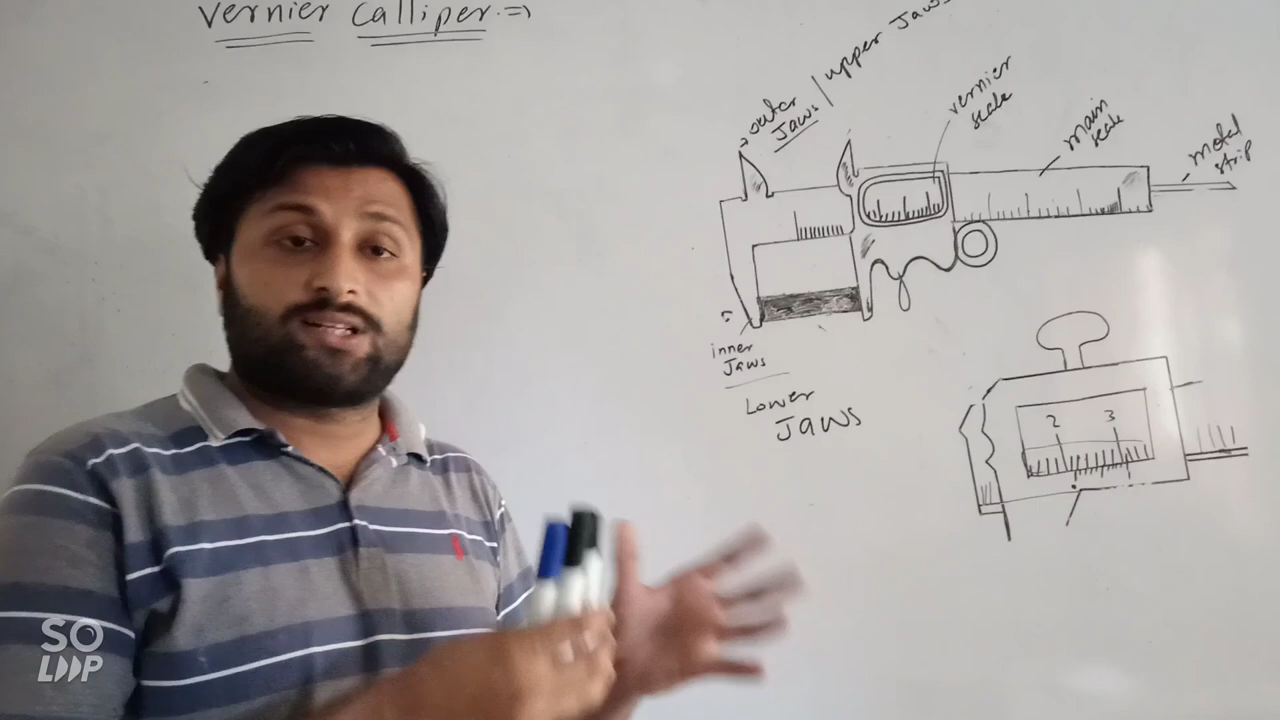 Vernier Calliper :⇒
outer
Jaws / upper Jaws
vernier
scale
main
scale
metal
strip
inner
Jaws
Lower
Jaws
2 3
SO
LOOP